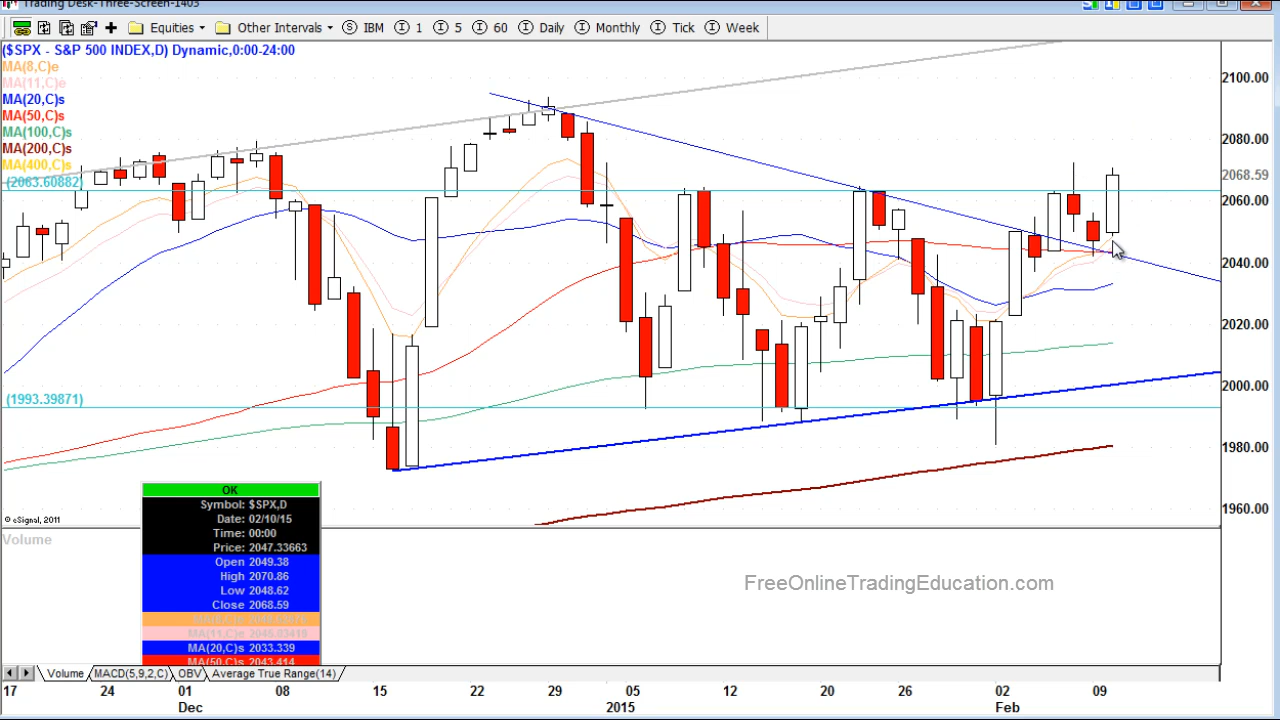 Trading Desk-Three-Screen-1403
Equities Other Intervals IBM 1 5 60 Daily Monthly Tick Week
($SPX - S&P 500 INDEX,D) Dynamic,0:00-24:00
MA(8,C)e
MA(11,C)e
MA(20,C)s
MA(50,C)s
MA(100,C)s
MA(200,C)s
MA(400,C)s
(2063.60882)
(1993.39871)
2100.00
2080.00
2068.59
2060.00
2040.00
2020.00
2000.00
1980.00
1960.00
© eSignal, 2011
Volume
OK
Symbol: $SPX,D
Date: 02/10/15
Time: 00:00
Price: 2047.33663
Open 2049.38
High 2070.86
Low 2048.62
Close 2068.59
MA(20,C)s 2033.339
MA(50,C)s 2043.414
FreeOnlineTradingEducation.com
Volume MACD(5,9,2,C) OBV Average True Range(14)
17 24 01 08 15 22 29 05 12 20 26 02 09
Dec 2015 Feb